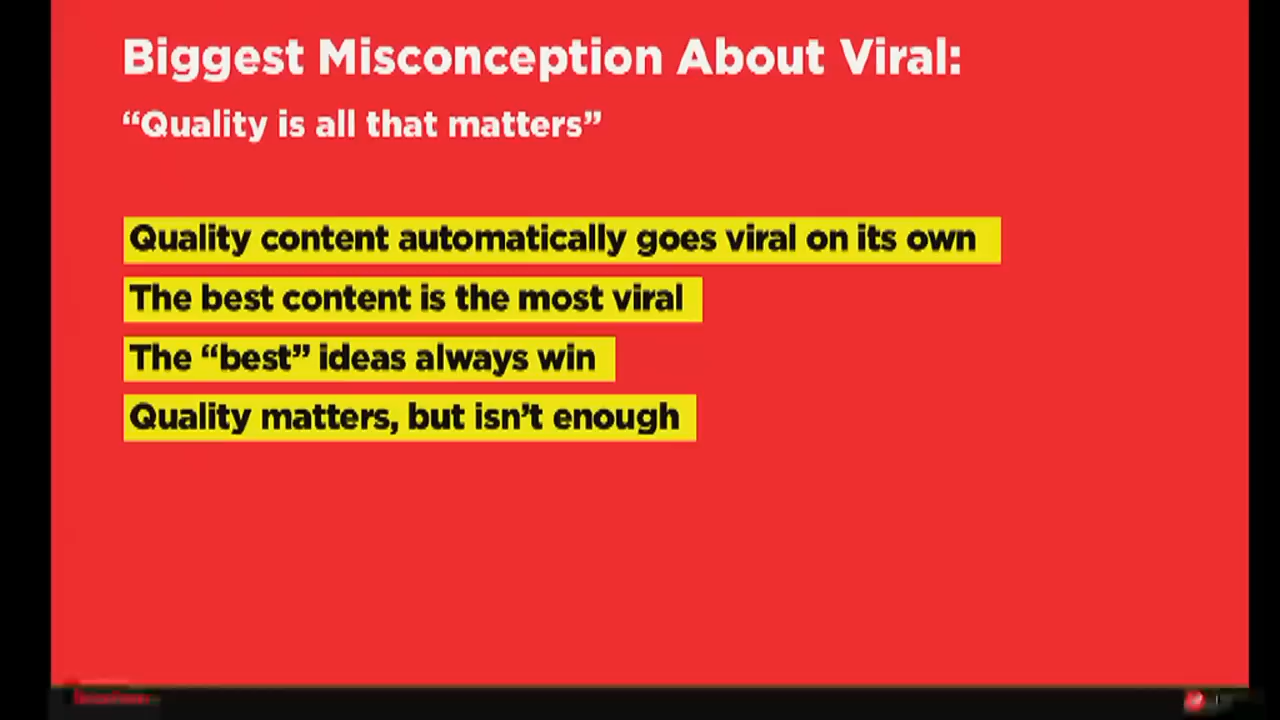 Biggest Misconception About Viral:
“Quality is all that matters”
Quality content automatically goes viral on its own
The best content is the most viral
The “best” ideas always win
Quality matters, but isn’t enough